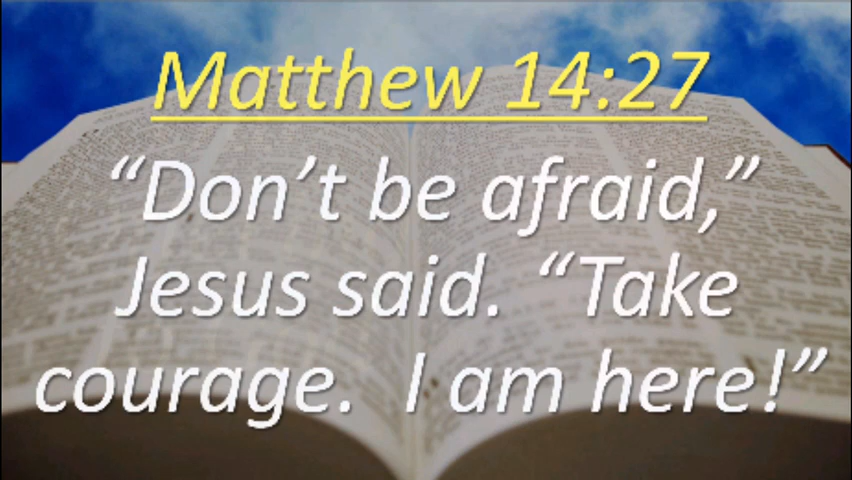 Matthew 14:27
“Don’t be afraid,”
Jesus said. “Take
courage.  I am here!”